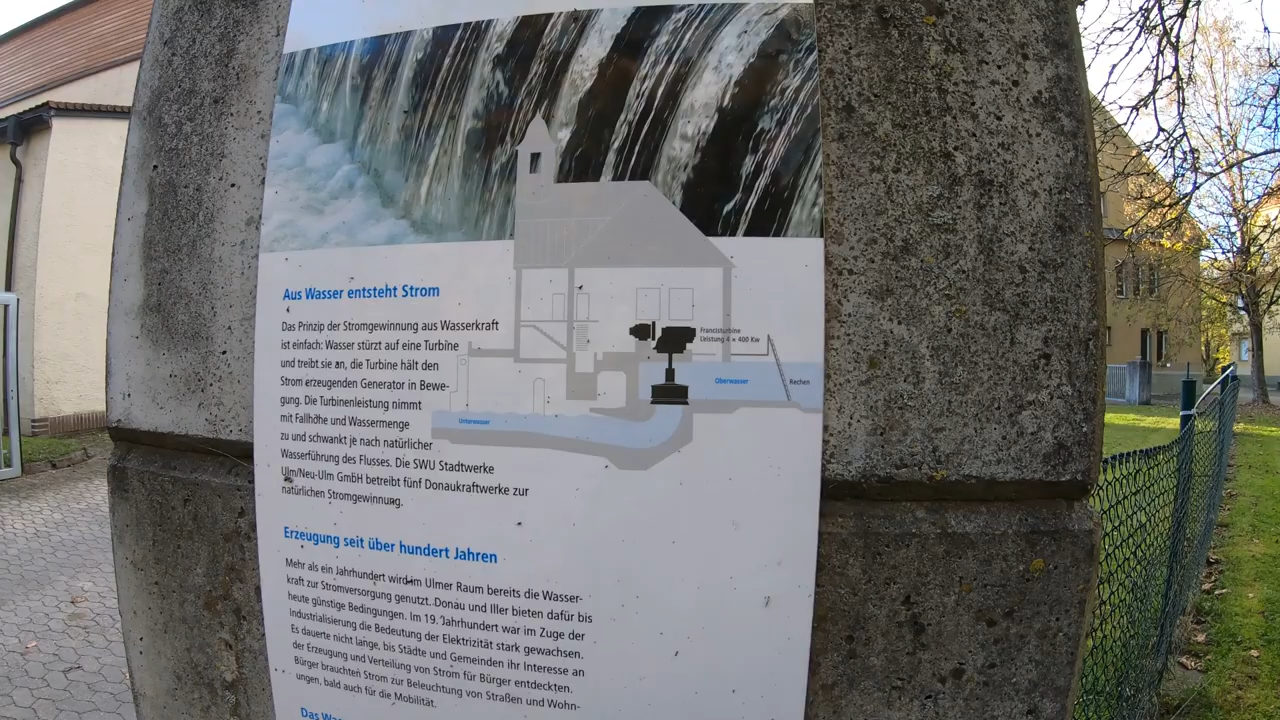 Aus Wasser entsteht Strom
Das Prinzip der Stromgewinnung aus Wasserkraft
ist einfach: Wasser stürzt auf eine Turbine
und treibt sie an, die Turbine hält den
Strom erzeugenden Generator in Bewe-
gung. Die Turbinenleistung nimmt
mit Fallhöhe und Wassermenge
zu und schwankt je nach natürlicher
Wasserführung des Flusses. Die SWU Stadtwerke
Ulm/Neu-Ulm GmbH betreibt fünf Donaukraftwerke zur
natürlichen Stromgewinnung.
Francisturbine
Leistung 4 × 400 Kw
Oberwasser
Rechen
Unterwasser
Erzeugung seit über hundert Jahren
Mehr als ein Jahrhundert wird im Ulmer Raum bereits die Wasser-
kraft zur Stromversorgung genutzt. Donau und Iller bieten dafür bis
heute günstige Bedingungen. Im 19. Jahrhundert war im Zuge der
Industrialisierung die Bedeutung der Elektrizität stark gewachsen.
Es dauerte nicht lange, bis Städte und Gemeinden ihr Interesse an
der Erzeugung und Verteilung von Strom für Bürger entdeckten.
Bürger brauchten Strom zur Beleuchtung von Straßen und Wohn-
ungen, bald auch für die Mobilität.
Das